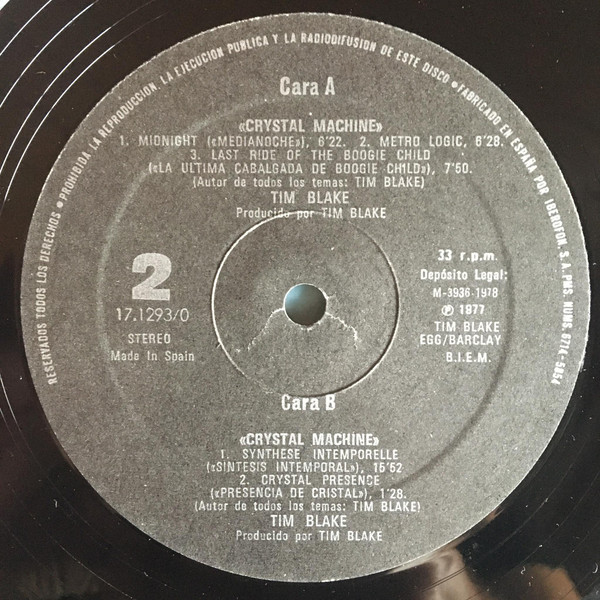 RESERVADOS TODOS LOS DERECHOS • PROHIBIDA LA REPRODUCCION, LA EJECUCION PUBLICA Y LA RADIODIFUSION DE ESTE DISCO • FABRICADO EN ESPAÑA POR IBEROFON, S. A. PMS. NUMS. 6714-5854
Cara A
«CRYSTAL MACHINE»
1. MIDNIGHT («MEDIANOCHE»), 6'22. 2. METRO LOGIC, 6'28.
3. LAST RIDE OF THE BOOGIE CHILD
(«LA ULTIMA CABALGADA DE BOOGIE CHILD»), 7'50.
(Autor de todos los temas: TIM BLAKE)
TIM BLAKE
Producido por TIM BLAKE
2
17.1293/0
STEREO
Made in Spain
33 r.p.m.
Depósito Legal:
M-3936-1978
℗ 1977
TIM BLAKE
EGG/BARCLAY
B.I.E.M.
Cara B
«CRYSTAL MACHINE»
1. SYNTHESE INTEMPORELLE
(«SINTESIS INTEMPORAL»), 15'52
2. CRYSTAL PRESENCE
(«PRESENCIA DE CRISTAL»), 1'28.
(Autor de todos los temas: TIM BLAKE)
TIM BLAKE
Producido por TIM BLAKE